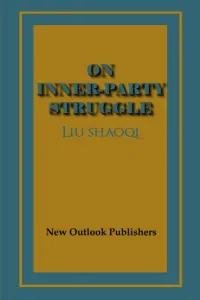 ON
INNER-PARTY
STRUGGLE
LIU SHAOQI
New Outlook Publishers